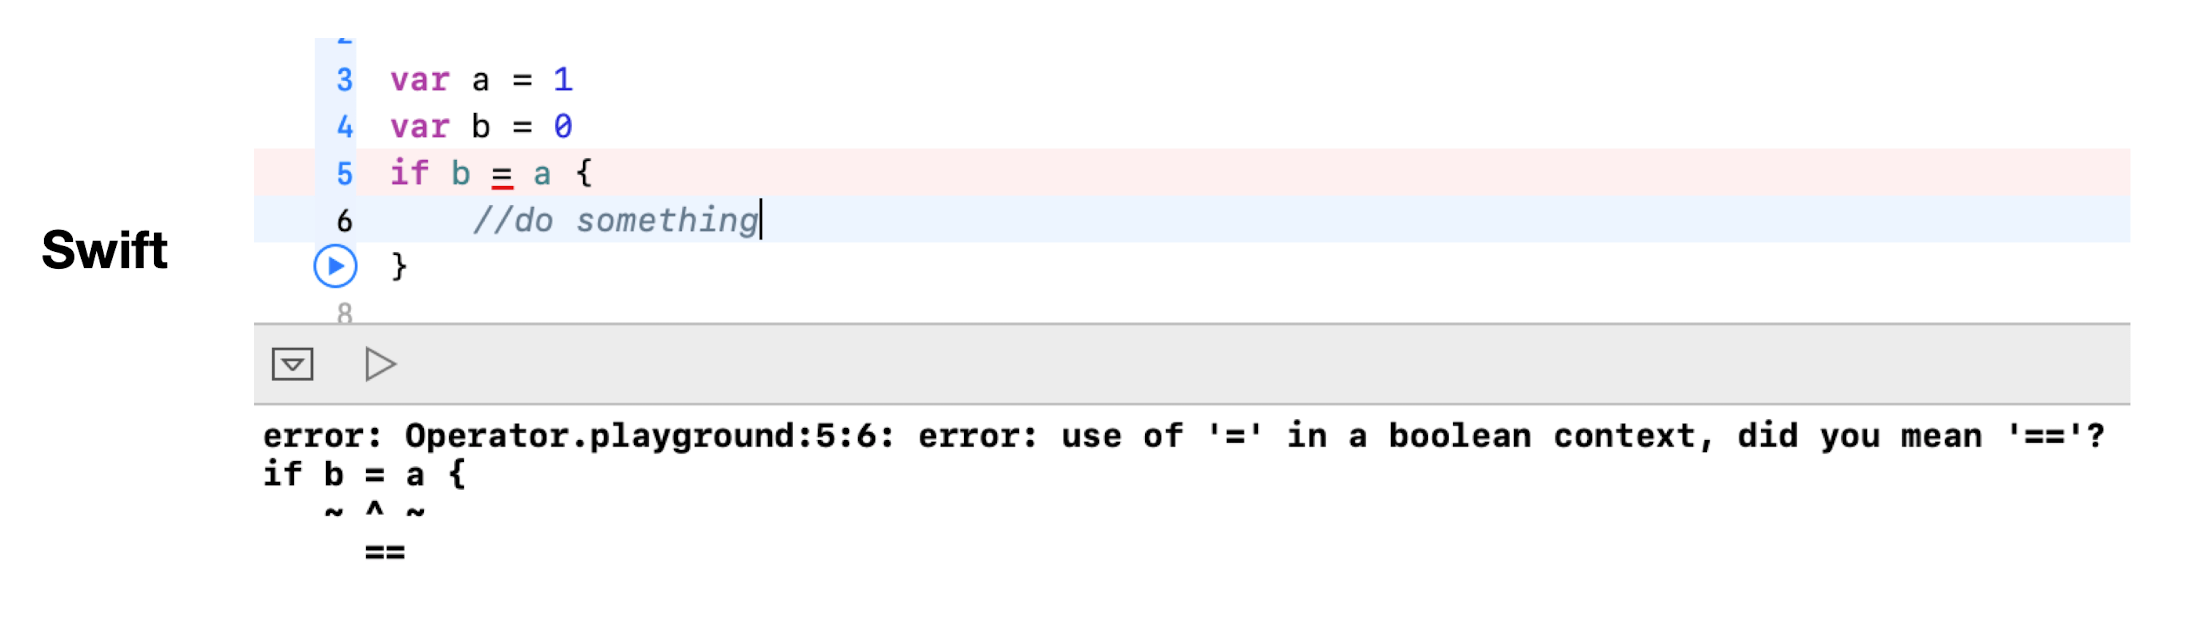 3 var a = 1
4 var b = 0
5 if b = a {
Swift
6 //do something
}
8
error: Operator.playground:5:6: error: use of '=' in a boolean context, did you mean '=='?
if b = a {
~ ^ ~
==